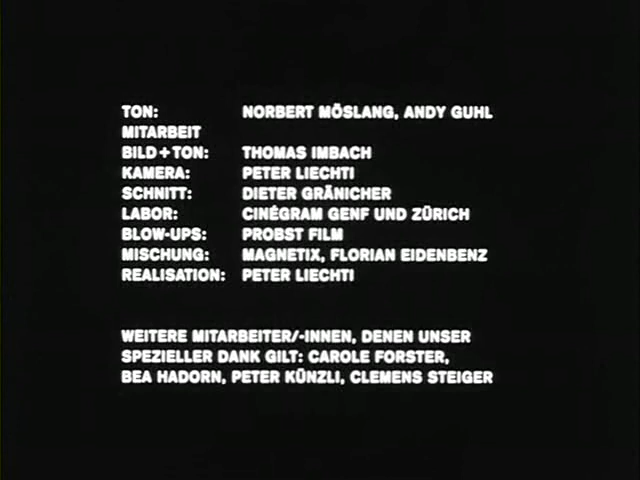 TON: NORBERT MÖSLANG, ANDY GUHL
MITARBEIT
BILD+TON: THOMAS IMBACH
KAMERA: PETER LIECHTI
SCHNITT: DIETER GRÄNICHER
LABOR: CINÉGRAM GENF UND ZÜRICH
BLOW-UPS: PROBST FILM
MISCHUNG: MAGNETIX, FLORIAN EIDENBENZ
REALISATION: PETER LIECHTI
WEITERE MITARBEITER/-INNEN, DENEN UNSER
SPEZIELLER DANK GILT: CAROLE FORSTER,
BEA HADORN, PETER KÜNZLI, CLEMENS STEIGER